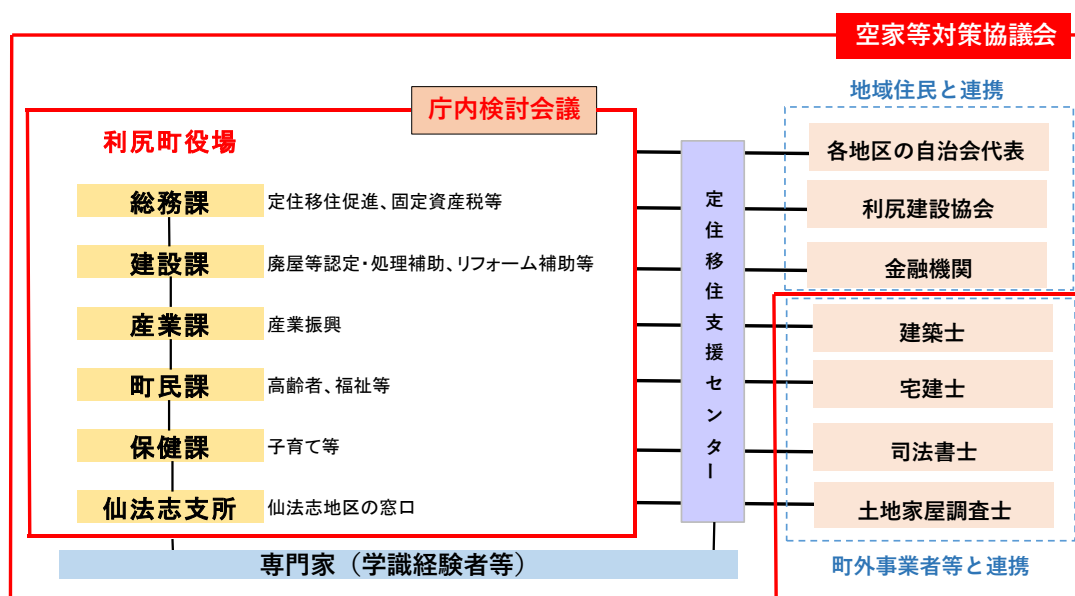 空家等対策協議会
地域住民と連携
庁内検討会議
利尻町役場
各地区の自治会代表
総務課 定住移住促進、固定資産税等
利尻建設協会
建設課 廃屋等認定・処理補助、リフォーム補助等
金融機関
産業課 産業振興
建築士
町民課 高齢者、福祉等
宅建士
保健課 子育て等
司法書士
仙法志支所 仙法志地区の窓口
土地家屋調査士
定住移住支援センター
専門家（学識経験者等）
町外事業者等と連携